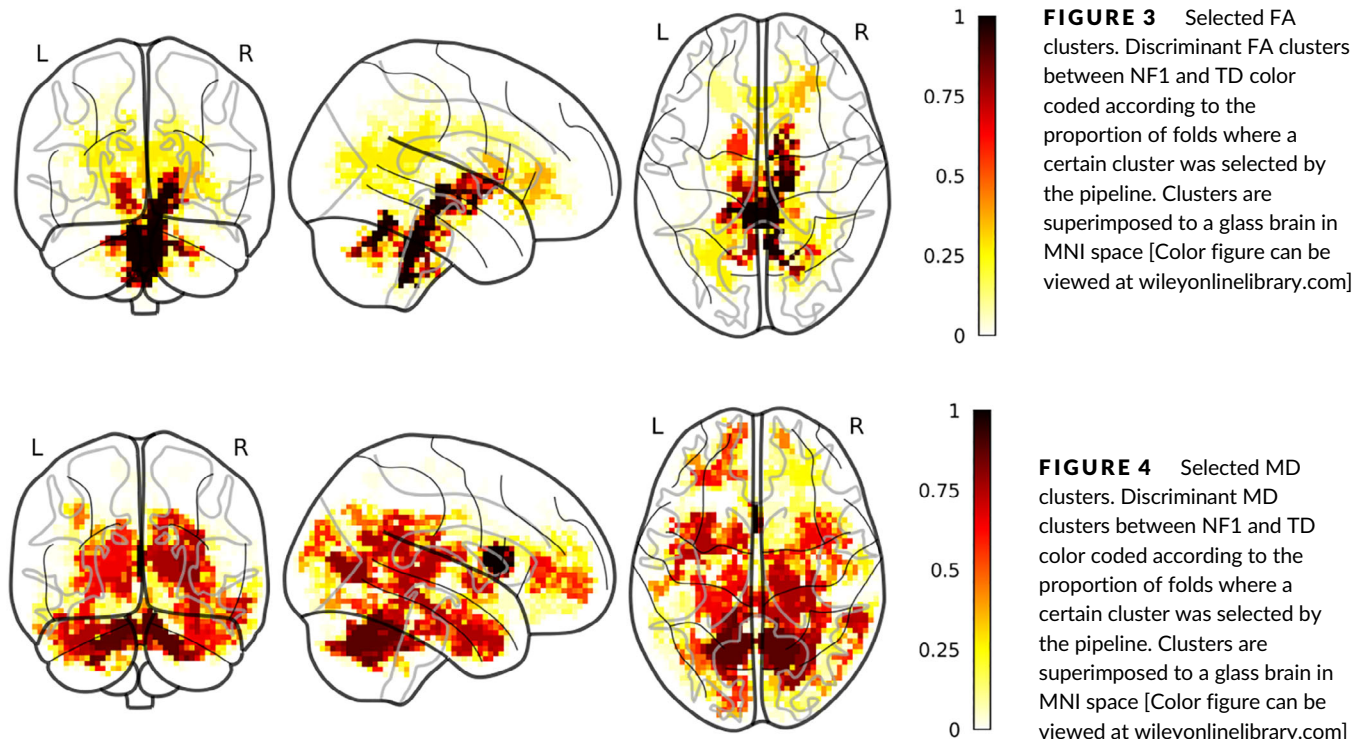 L
R
L
R
1
0.75
0.5
0.25
0
FIGURE 3 Selected FA
clusters. Discriminant FA clusters
between NF1 and TD color
coded according to the
proportion of folds where a
certain cluster was selected by
the pipeline. Clusters are
superimposed to a glass brain in
MNI space [Color figure can be
viewed at wileyonlinelibrary.com]
L
R
L
R
1
0.75
0.5
0.25
0
FIGURE 4 Selected MD
clusters. Discriminant MD
clusters between NF1 and TD
color coded according to the
proportion of folds where a
certain cluster was selected by
the pipeline. Clusters are
superimposed to a glass brain in
MNI space [Color figure can be
viewed at wileyonlinelibrary.com]